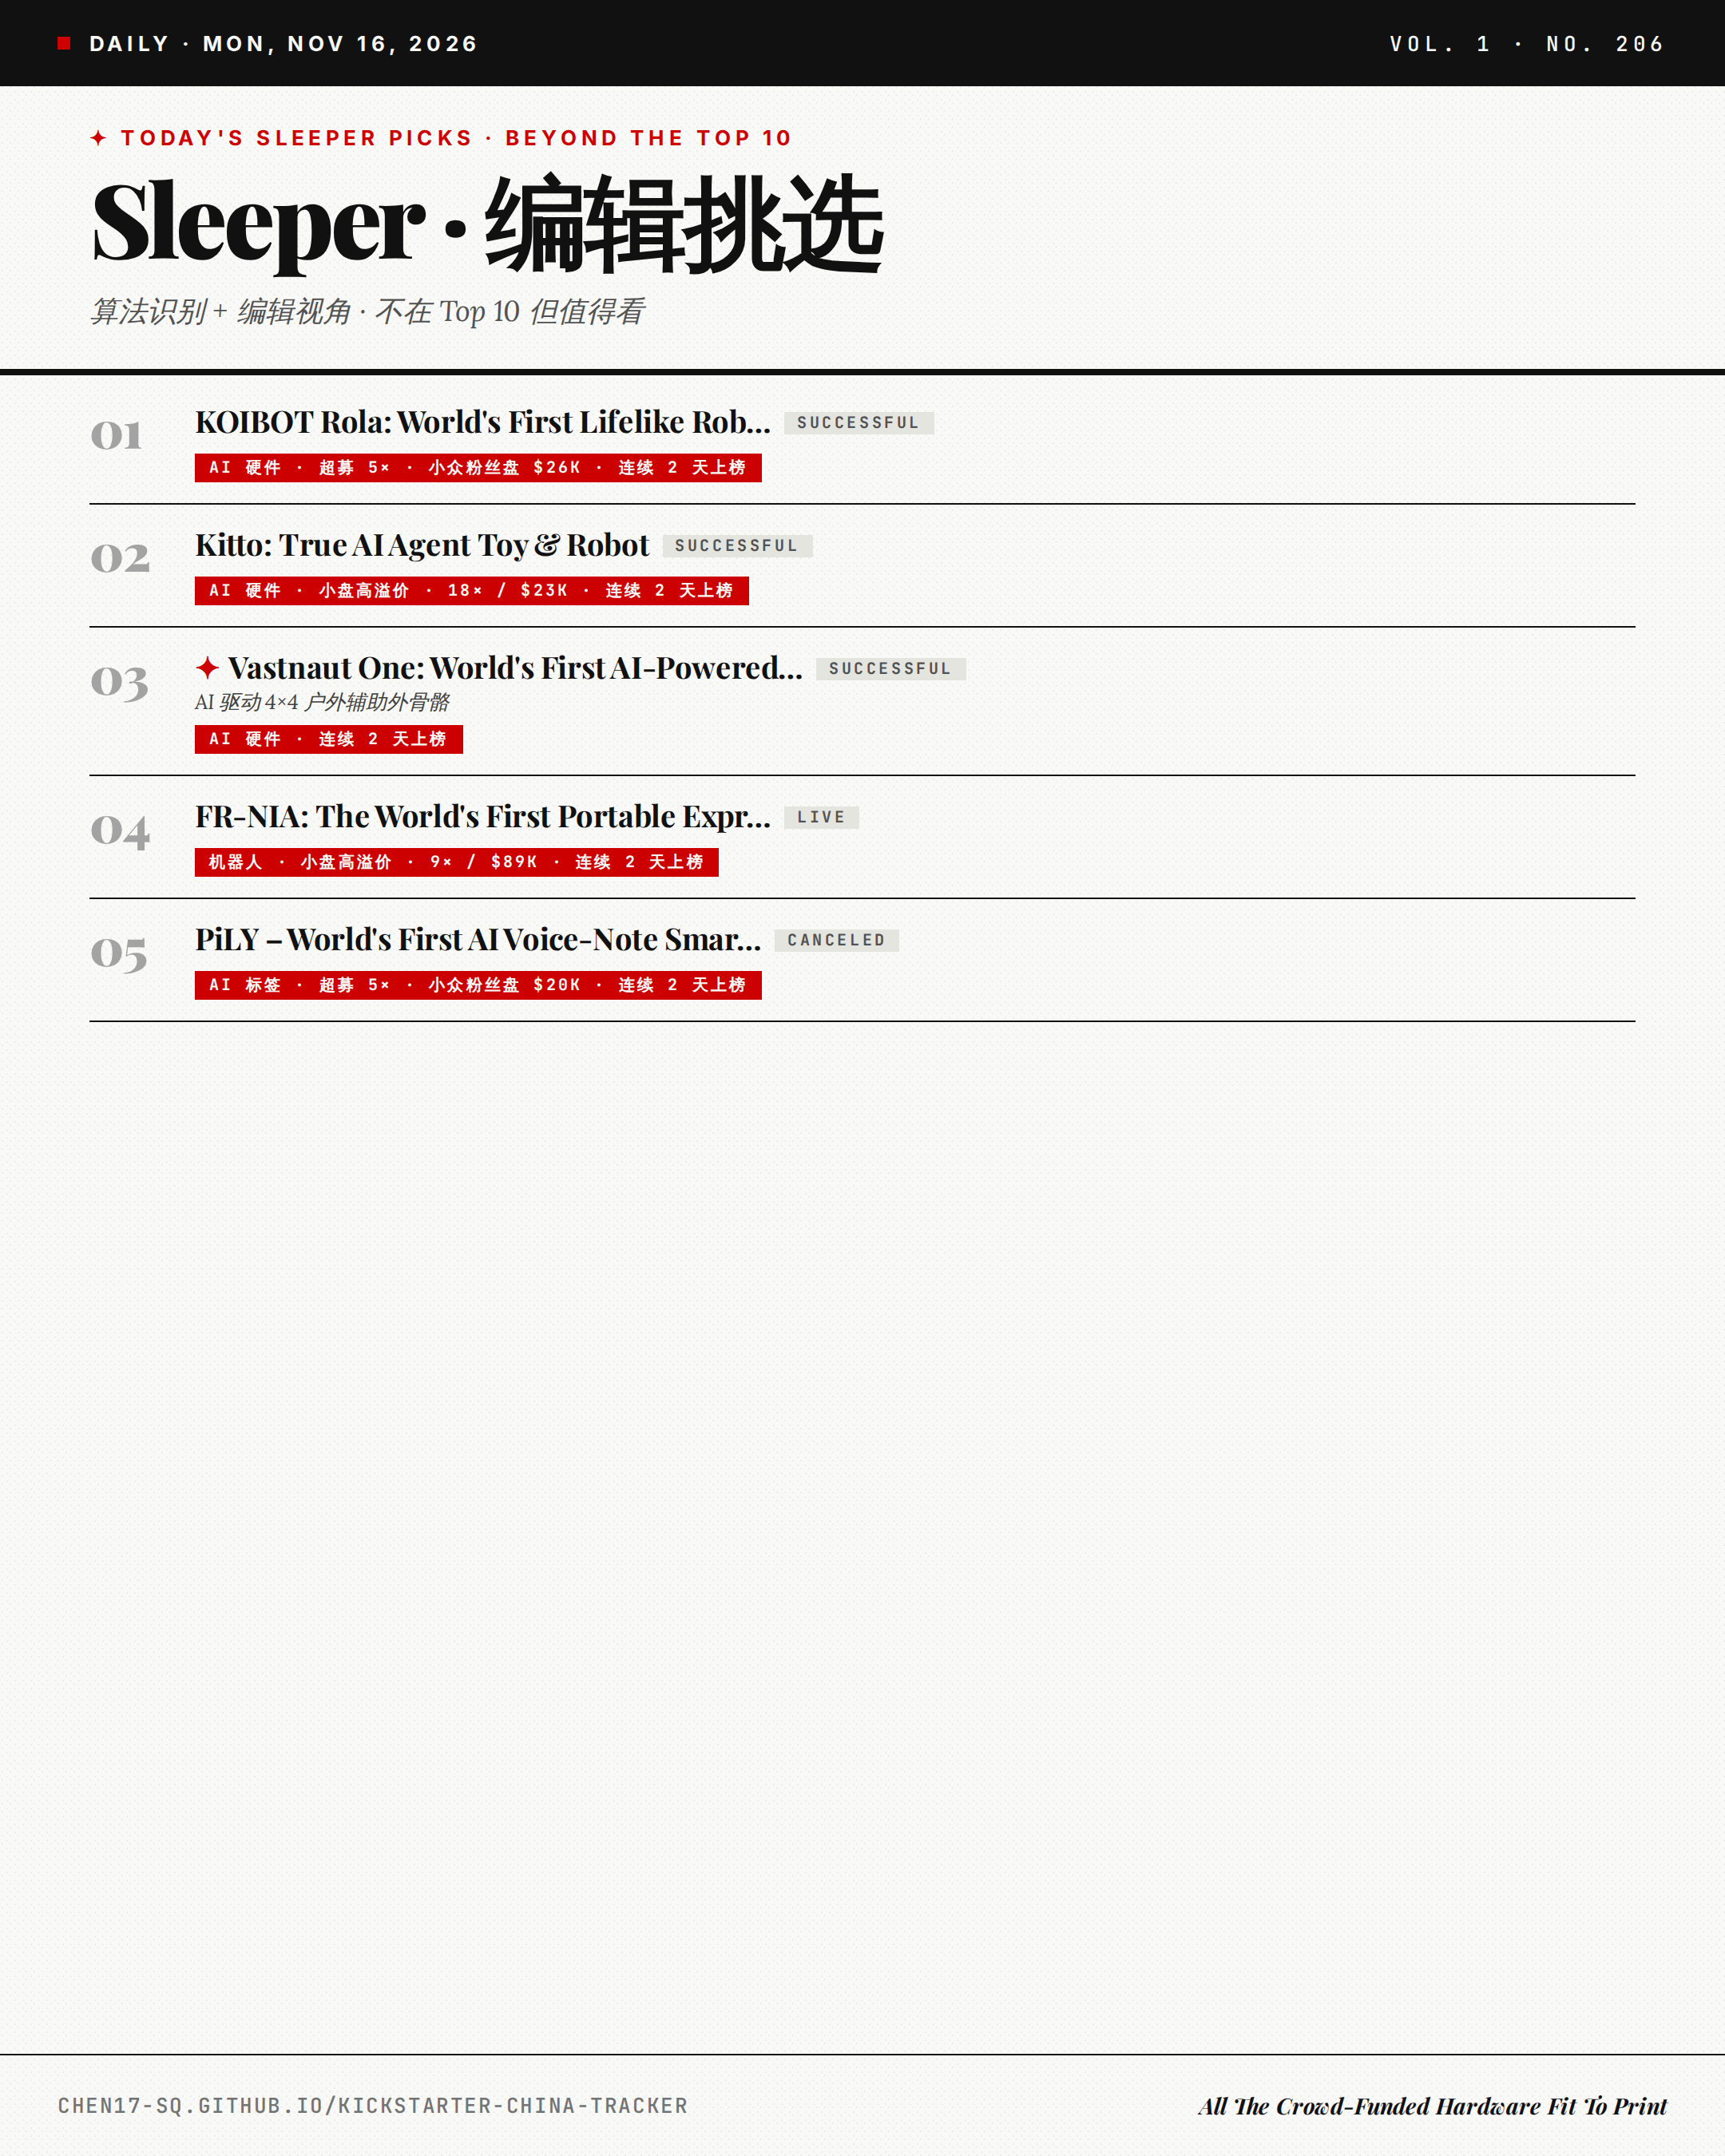 DAILY · MON, NOV 16, 2026
VOL. 1 · NO. 206
✦ TODAY'S SLEEPER PICKS · BEYOND THE TOP 10
Sleeper · 编辑挑选
算法识别 + 编辑视角 · 不在 Top 10 但值得看
01
KOIBOT Rola: World's First Lifelike Rob… SUCCESSFUL
AI 硬件 · 超募 5× · 小众粉丝盘 $26K · 连续 2 天上榜
02
Kitto: True AI Agent Toy & Robot SUCCESSFUL
AI 硬件 · 小盘高溢价 · 18× / $23K · 连续 2 天上榜
03
✦ Vastnaut One: World's First AI-Powered… SUCCESSFUL
AI 驱动 4×4 户外辅助外骨骼
AI 硬件 · 连续 2 天上榜
04
FR-NIA: The World's First Portable Expr… LIVE
机器人 · 小盘高溢价 · 9× / $89K · 连续 2 天上榜
05
PiLY – World's First AI Voice-Note Smar… CANCELED
AI 标签 · 超募 5× · 小众粉丝盘 $20K · 连续 2 天上榜
CHEN17-SQ.GITHUB.IO/KICKSTARTER-CHINA-TRACKER
All The Crowd-Funded Hardware Fit To Print